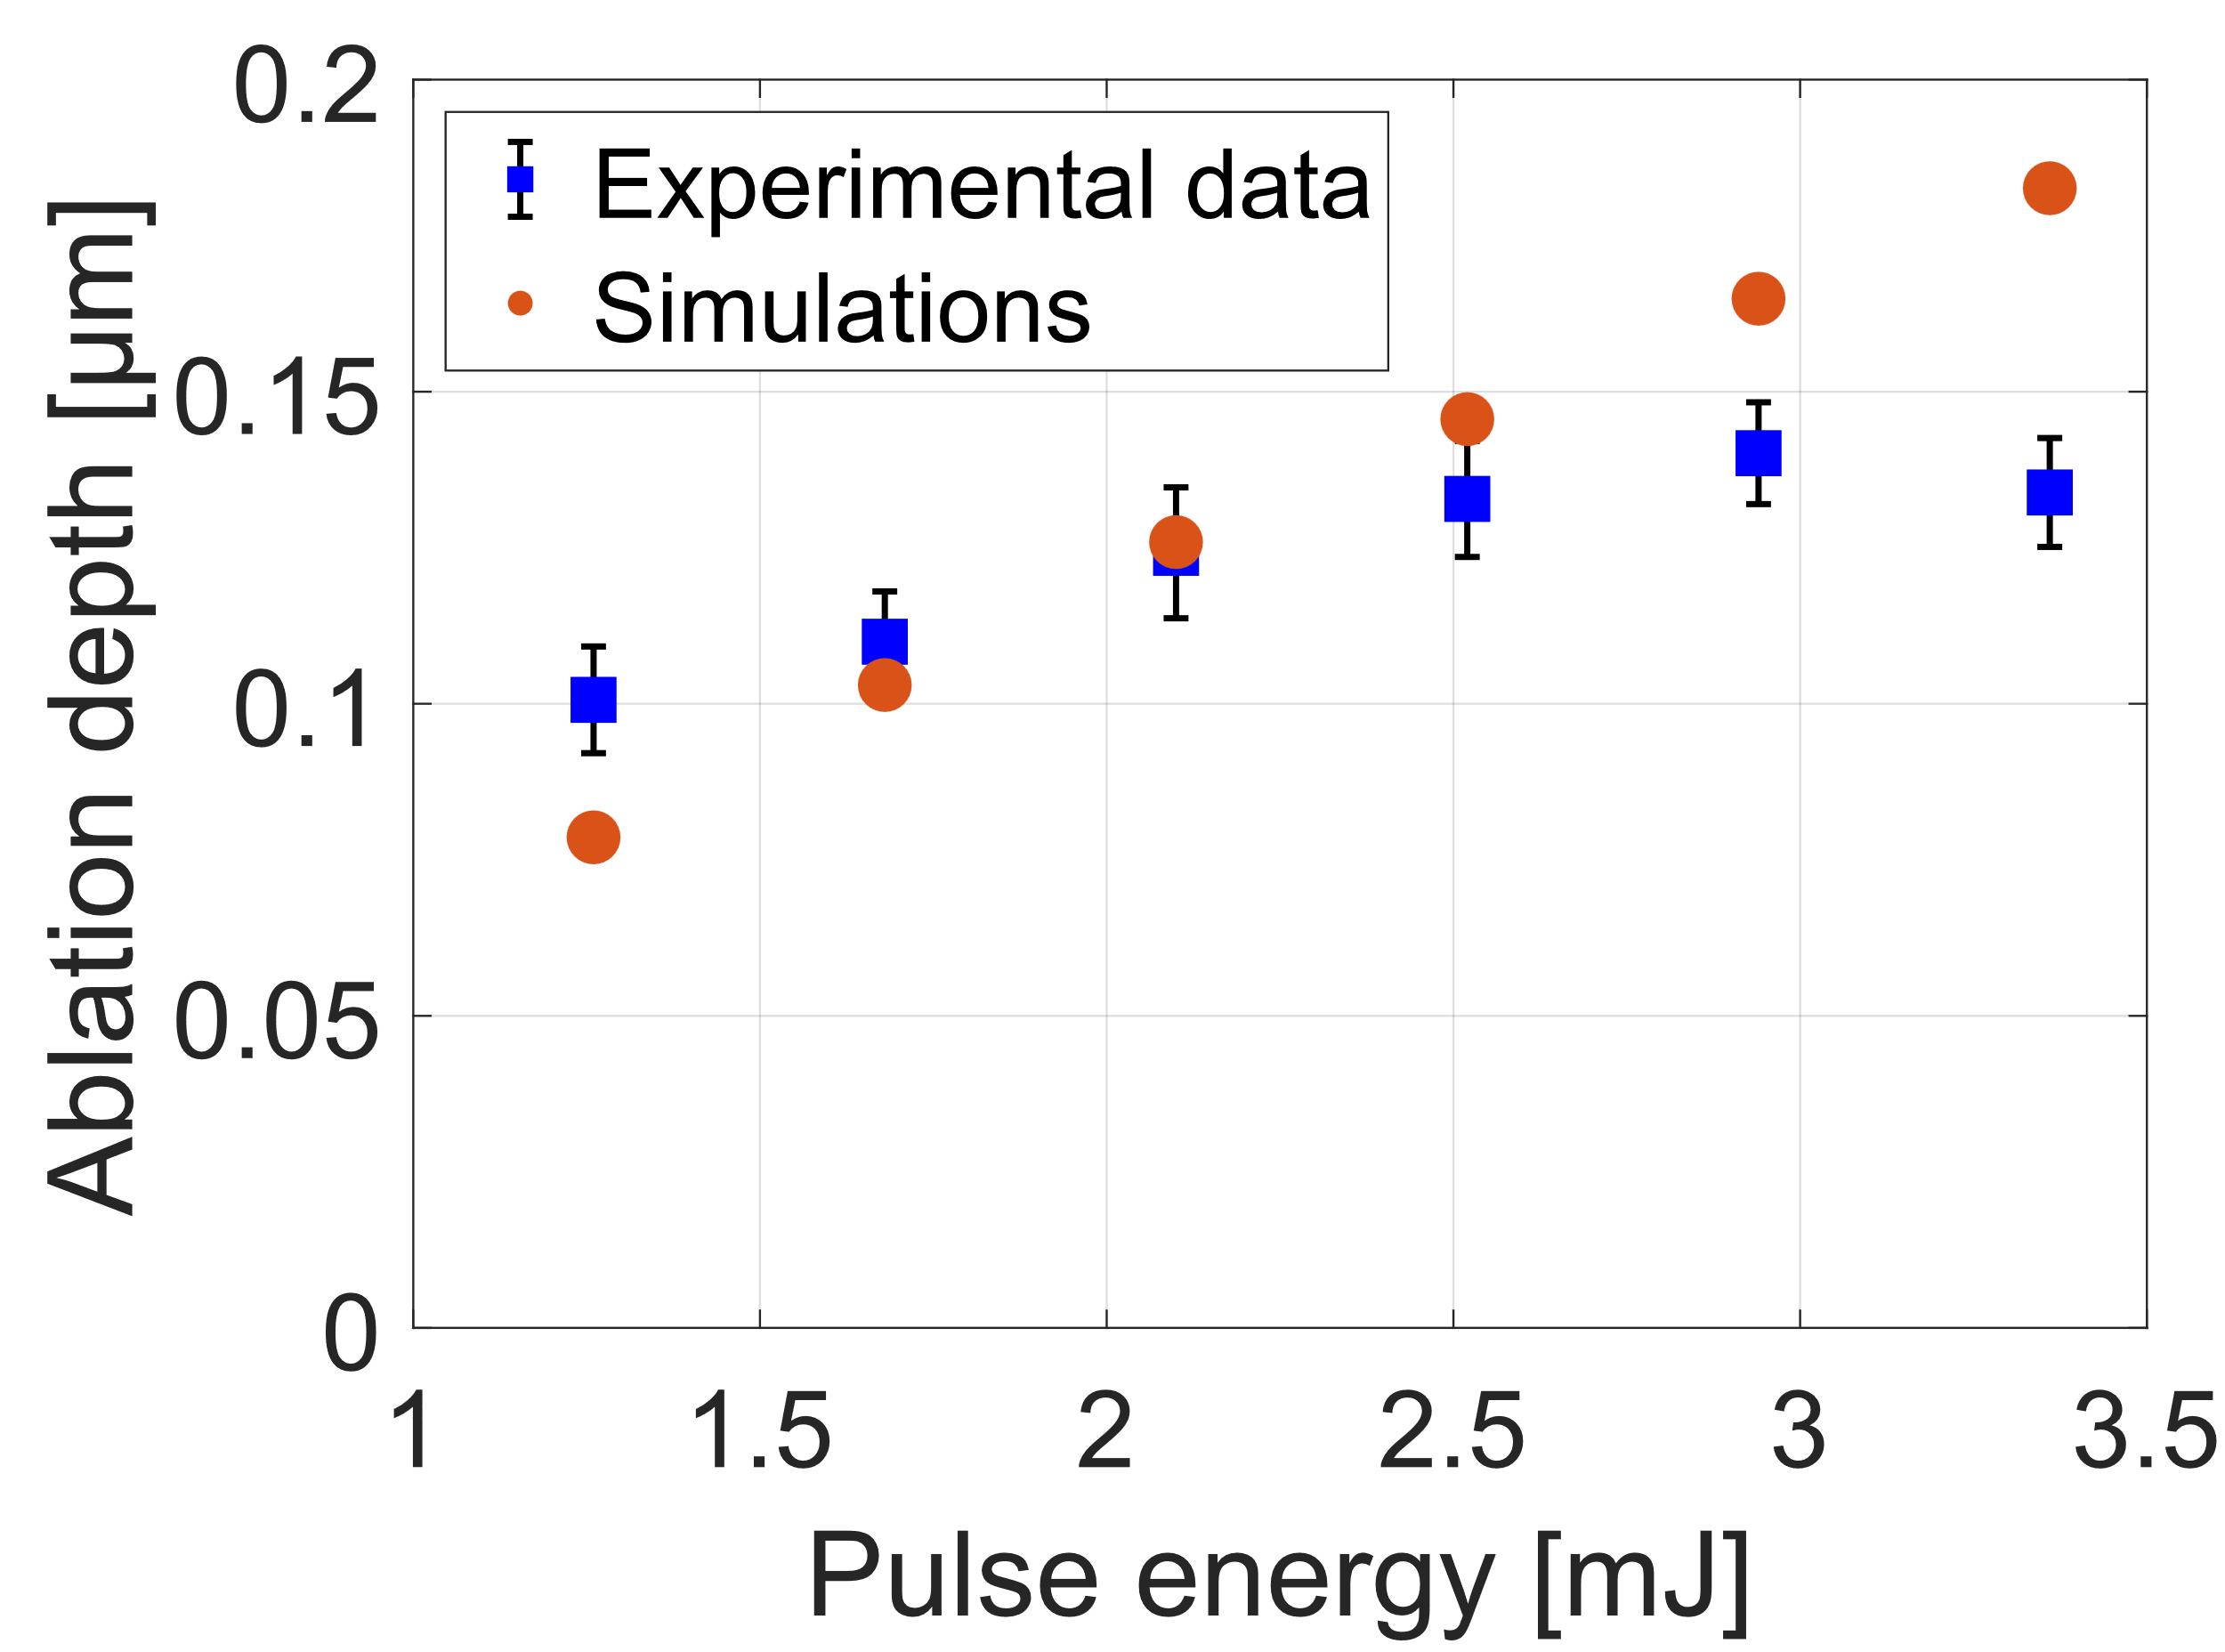 0.2
0.15
0.1
0.05
0
Ablation depth [µm]
Experimental data
Simulations
1 1.5 2 2.5 3 3.5
Pulse energy [mJ]